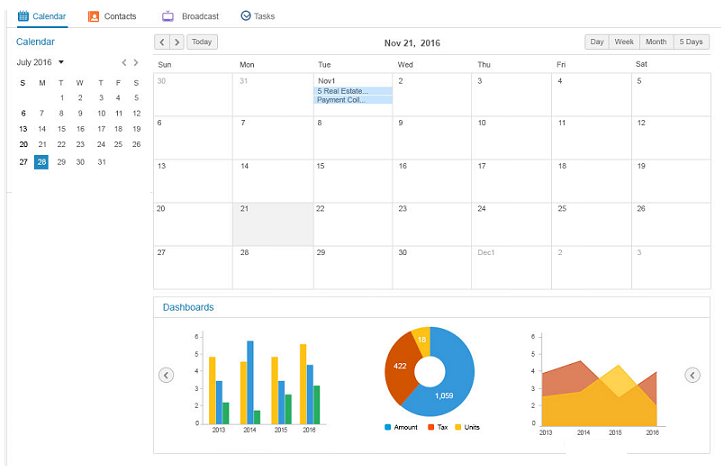 Calendar Contacts Broadcast Tasks
Calendar
July 2016
S M T W T F S
1 2 3 4 5
6 7 8 9 10 11 12
13 14 15 16 17 18 19
20 21 22 23 24 25 26
27 28 29 30 31
Today Nov 21, 2016 Day Week Month 5 Days
Sun Mon Tue Wed Thu Fri Sat
30 31 Nov1 2 3 4 5
5 Real Estate...
Payment Coll...
6 7 8 9 10 11 12
13 14 15 16 17 18 19
20 21 22 23 24 25 26
27 28 29 30 Dec1 2 3
Dashboards
6
5
4
3
2
0
2013 2014 2015 2016
18
422
1,059
Amount Tax Units
6
5
4
3
2
0
2013 2014 2015 2016